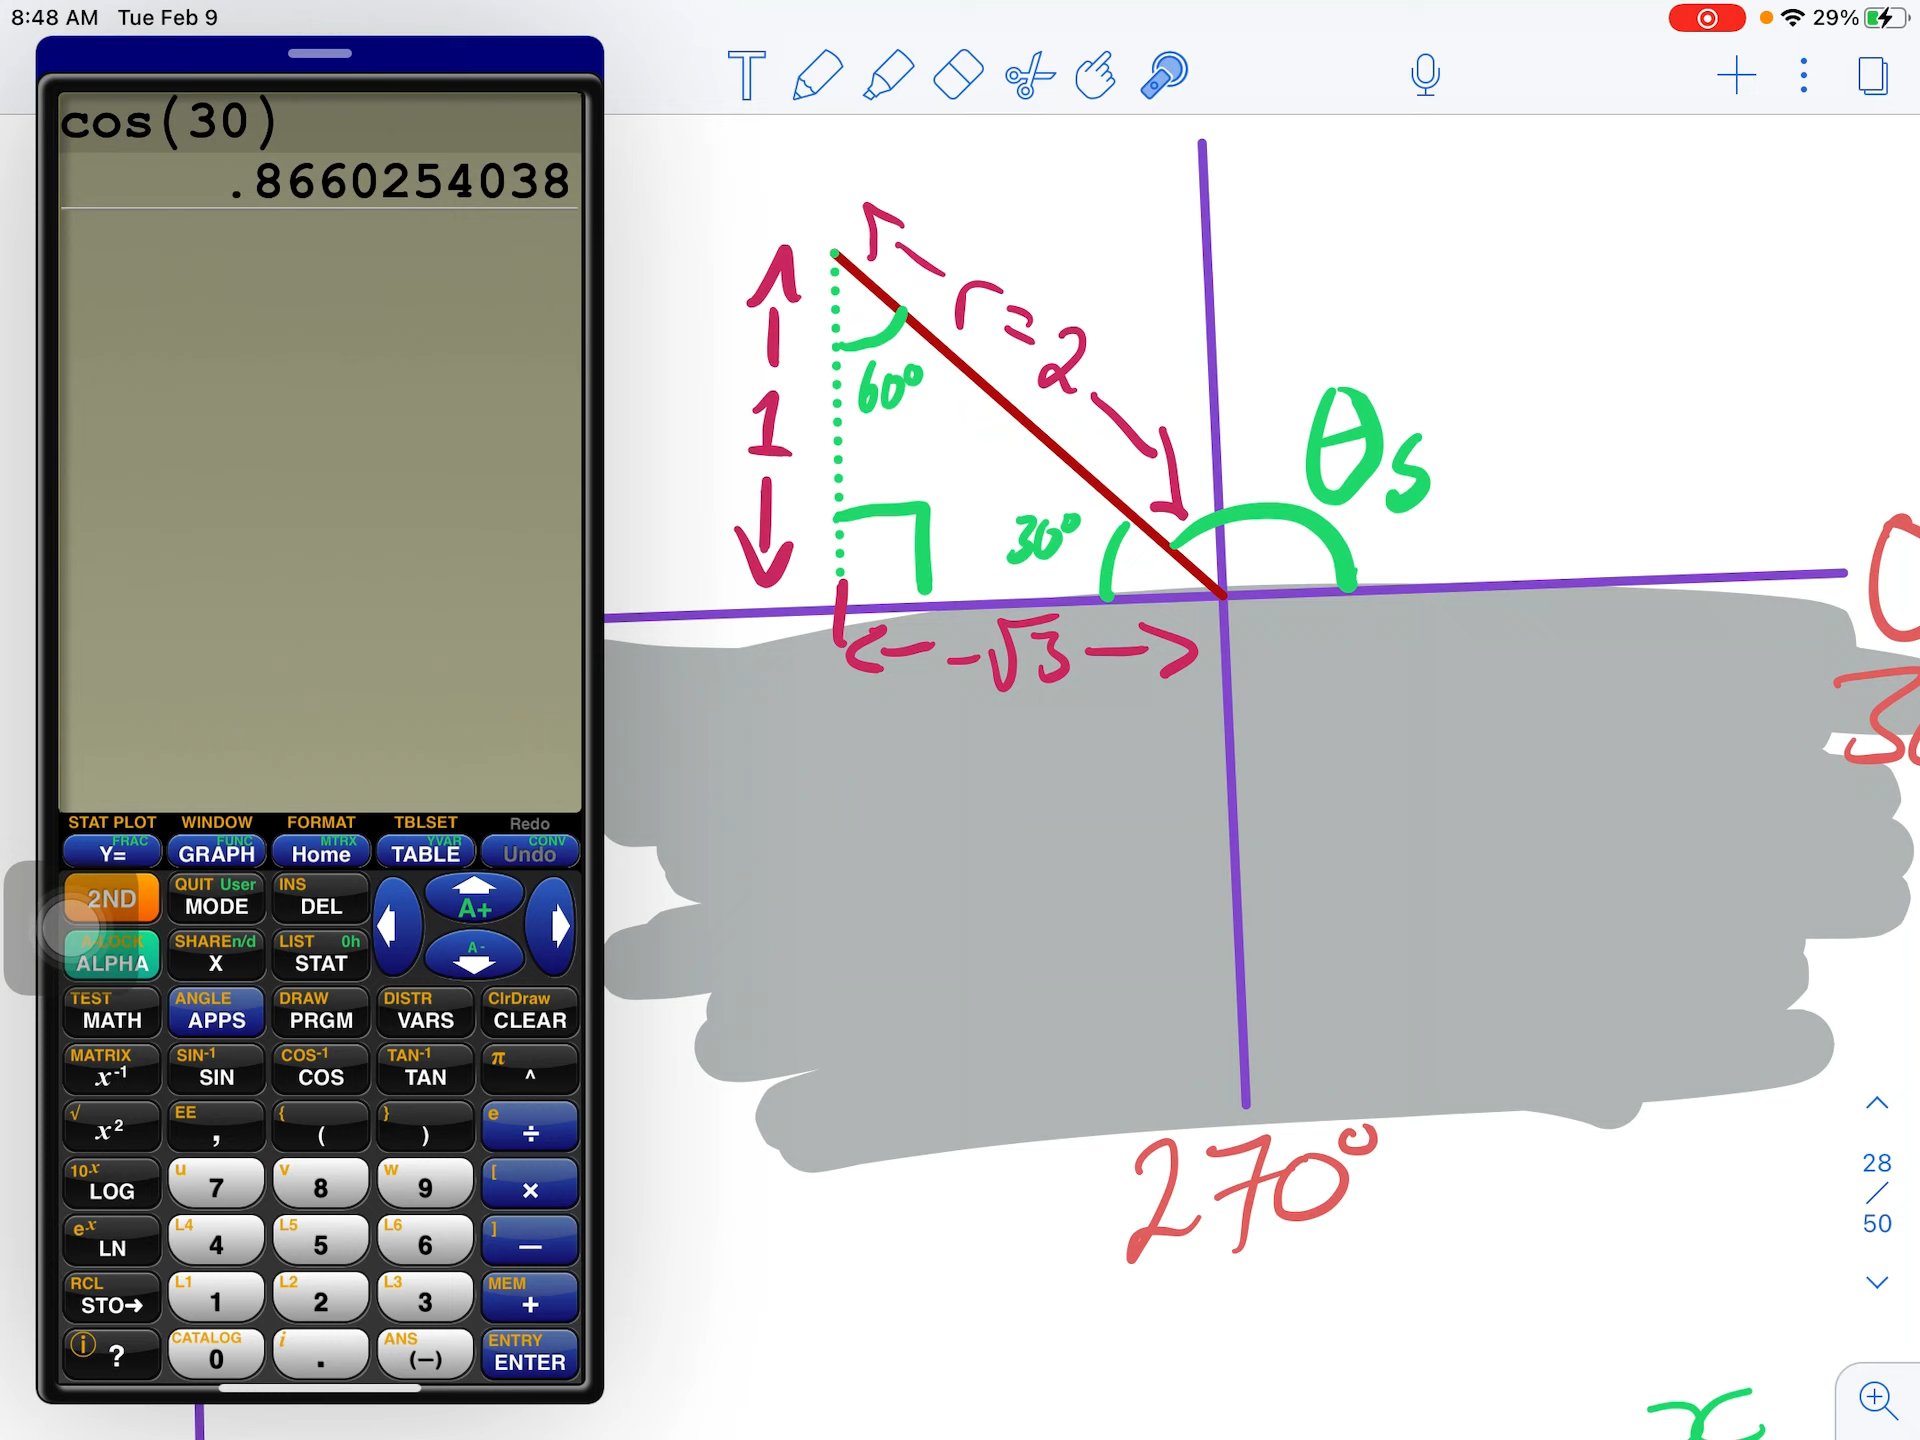 8:48 AM Tue Feb 9
29%
cos(30)
.8660254038
STAT PLOT WINDOW FORMAT TBLSET Redo
FRAC FUNC MTRX YVAR CONV
Y= GRAPH Home TABLE Undo
QUIT User INS
2ND MODE DEL A+
A-LOCK SHARE n/d LIST 0h A-
ALPHA X STAT
TEST ANGLE DRAW DISTR ClrDraw
MATH APPS PRGM VARS CLEAR
MATRIX SIN-1 COS-1 TAN-1 π
x-1 SIN COS TAN ^
√ EE { } e
x2 , ( ) ÷
10x u v w [
LOG 7 8 9 ×
ex L4 L5 L6 ]
LN 4 5 6 —
RCL L1 L2 L3 MEM
STO→ 1 2 3 +
i CATALOG i ANS ENTRY
? 0 . (—) ENTER
T
r=2
1
60°
30°
θs
-√3
270°
28
/
50
x